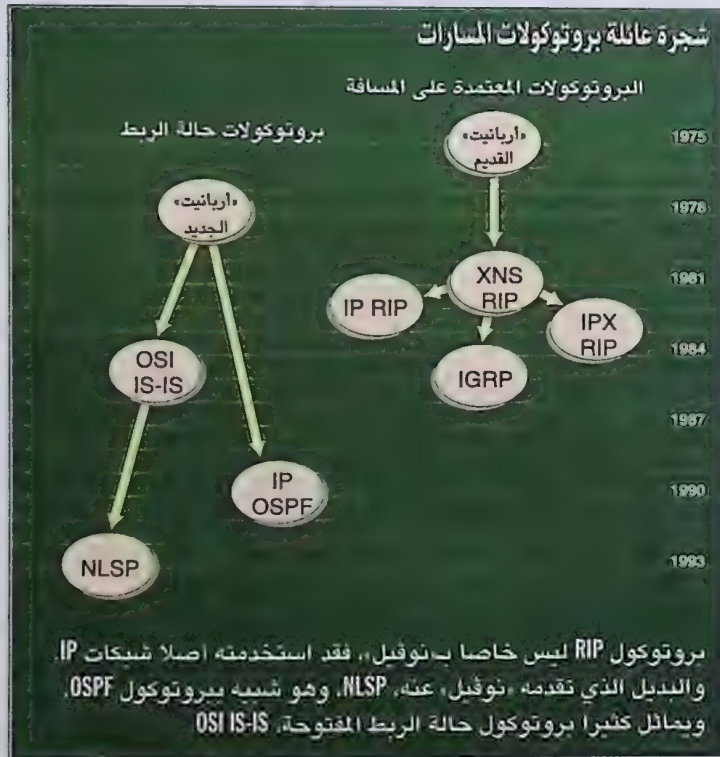 شجرة عائلة بروتوكولات المسارات
البروتوكولات المعتمدة على المسافة
بروتوكولات حالة الربط
«اربانيت»
القديم
1975
«اربانيت»
الجديد
1978
XNS
RIP
1981
IP RIP
IPX
RIP
OSI
IS-IS
1984
IGRP
1987
IP
OSPF
1990
NLSP
1993
بروتوكول RIP ليس خاصا بـ«نوفيل»، فقد استخدمته أصلا شبكات IP.
والبديل الذي تقدمه «نوفيل» عنه، NLSP، وهو شبيه ببروتوكول OSPF،
ويماثل كثيرا بروتوكول حالة الربط المفتوحة، OSI IS-IS